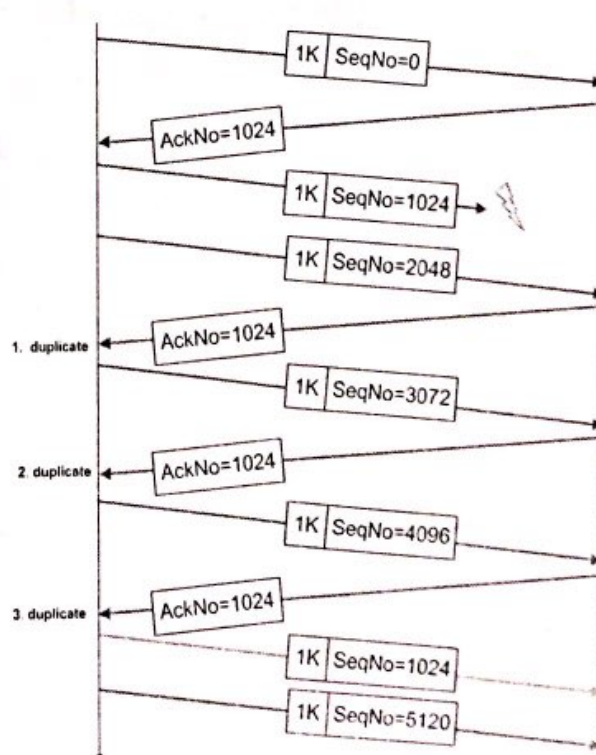 1K SeqNo=0
AckNo=1024
1K SeqNo=1024
1K SeqNo=2048
AckNo=1024
1. duplicate
1K SeqNo=3072
AckNo=1024
2. duplicate
1K SeqNo=4096
AckNo=1024
3. duplicate
1K SeqNo=1024
1K SeqNo=5120